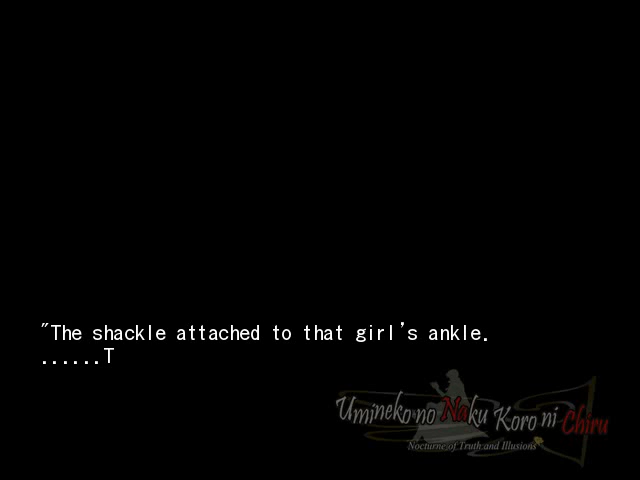 "The shackle attached to that girl's ankle.
......T
Umineko no Naku Koro ni Chiru
Nocturne of Truth and Illusions